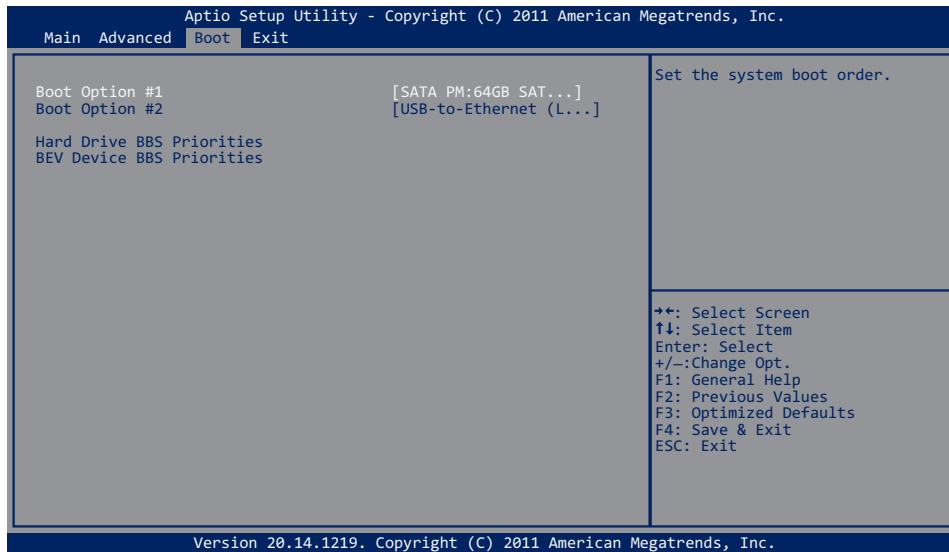 Aptio Setup Utility - Copyright (C) 2011 American Megatrends, Inc.
Main Advanced Boot Exit
Boot Option #1 [SATA PM:64GB SAT...]
Boot Option #2 [USB-to-Ethernet (L...]
Hard Drive BBS Priorities
BEV Device BBS Priorities
Set the system boot order.
→←: Select Screen
↑↓: Select Item
Enter: Select
+/–:Change Opt.
F1: General Help
F2: Previous Values
F3: Optimized Defaults
F4: Save & Exit
ESC: Exit
Version 20.14.1219. Copyright (C) 2011 American Megatrends, Inc.